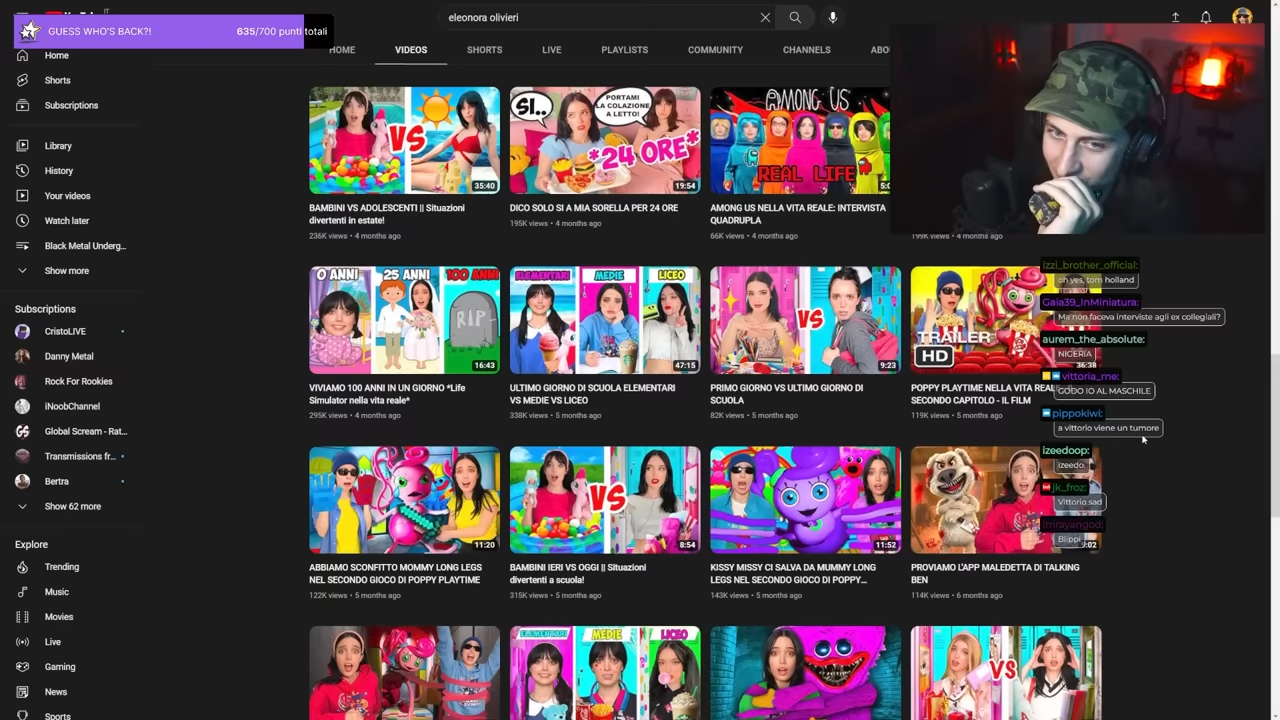 GUESS WHO'S BACK?!
635/700 punti totali
eleonora olivieri
HOME
VIDEOS
SHORTS
LIVE
PLAYLISTS
COMMUNITY
CHANNELS
ABOU
Home
Shorts
Subscriptions
Library
History
Your videos
Watch later
Black Metal Underg...
Show more
Subscriptions
CristoLIVE
Danny Metal
Rock For Rookies
iNoobChannel
Global Scream - Rat...
Transmissions fr...
Bertra
Show 62 more
Explore
Trending
Music
Movies
Live
Gaming
News
Sports
VS
35:40
BAMBINI VS ADOLESCENTI || Situazioni
divertenti in estate!
236K views • 4 months ago
SI..
PORTAMI
LA COLAZIONE
A LETTO!
*24 ORE*
19:54
DICO SOLO SI A MIA SORELLA PER 24 ORE
195K views • 4 months ago
AMONG US
REAL LIFE
AMONG US NELLA VITA REALE: INTERVISTA
QUADRUPLA
66K views • 4 months ago
199K views • 4 months ago
0 ANNI
25 ANNI
100 ANNI
RIP
16:43
VIVIAMO 100 ANNI IN UN GIORNO *Life
Simulator nella vita reale*
295K views • 4 months ago
ELEMENTARI
MEDIE
LICEO
47:15
ULTIMO GIORNO DI SCUOLA ELEMENTARI
VS MEDIE VS LICEO
338K views • 5 months ago
VS
9:23
PRIMO GIORNO VS ULTIMO GIORNO DI
SCUOLA
82K views • 5 months ago
TRAILER
HD
36:38
POPPY PLAYTIME NELLA VITA REALE
SECONDO CAPITOLO - IL FILM
119K views • 5 months ago
11:20
ABBIAMO SCONFITTO MOMMY LONG LEGS
NEL SECONDO GIOCO DI POPPY PLAYTIME
122K views • 5 months ago
VS
8:54
BAMBINI IERI VS OGGI || Situazioni
divertenti a scuola!
315K views • 5 months ago
11:52
KISSY MISSY CI SALVA DA MUMMY LONG
LEGS NEL SECONDO GIOCO DI POPPY...
143K views • 5 months ago
9:02
PROVIAMO L'APP MALEDETTA DI TALKING
BEN
114K views • 6 months ago
ELEMENTARI
MEDIE
LICEO
VS
izzi_brother_official:
oh yes, tom holland
Gaia39_InMiniatura:
Ma non faceva interviste agli ex collegiali?
aurem_the_absolute:
NIGERIA
vittoria_me:
GODO IO AL MASCHILE
pippokiwi:
a vittorio viene un tumore
izeedoop:
izeedo.
jk_froz:
Vittorio sad
imrayangod:
Blippi